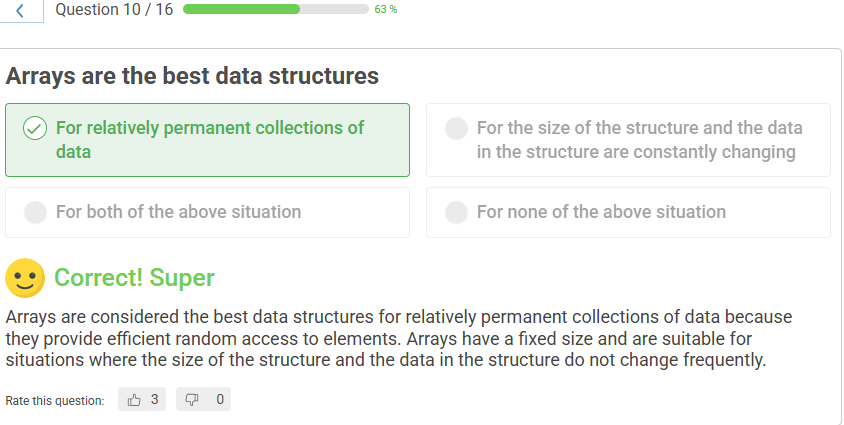 Question 10 / 16
63 %
Arrays are the best data structures
For relatively permanent collections of
data
For the size of the structure and the data
in the structure are constantly changing
For both of the above situation
For none of the above situation
Correct! Super
Arrays are considered the best data structures for relatively permanent collections of data because
they provide efficient random access to elements. Arrays have a fixed size and are suitable for
situations where the size of the structure and the data in the structure do not change frequently.
Rate this question: 3 0